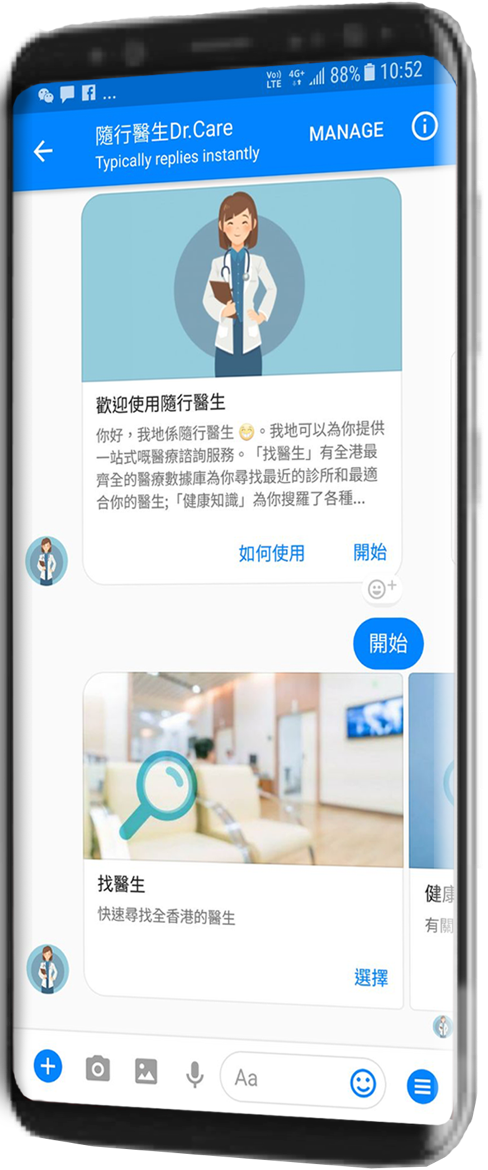 Vo)) LTE 4G+ 88% 10:52
隨行醫生Dr.Care
Typically replies instantly
MANAGE
歡迎使用隨行醫生
你好，我地係隨行醫生 😁。我地可以為你提供
一站式嘅醫療諮詢服務。「找醫生」有全港最
齊全的醫療數據庫為你尋找最近的診所和最適
合你的醫生;「健康知識」為你搜羅了各種...
如何使用
開始
開始
找醫生
快速尋找全香港的醫生
選擇
健康
有關
Aa